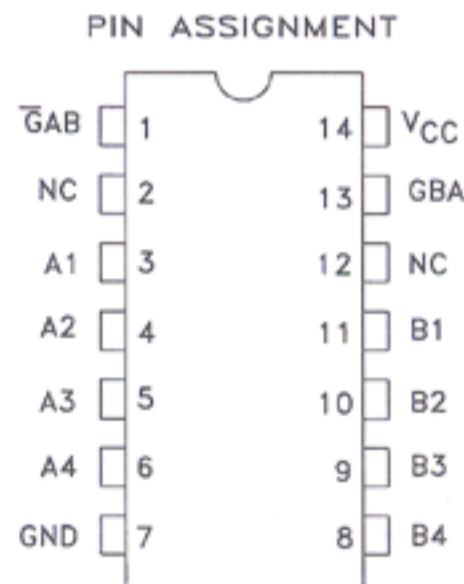 PIN ASSIGNMENT
G̅AB 1 14 VCC
NC 2 13 GBA
A1 3 12 NC
A2 4 11 B1
A3 5 10 B2
A4 6 9 B3
GND 7 8 B4